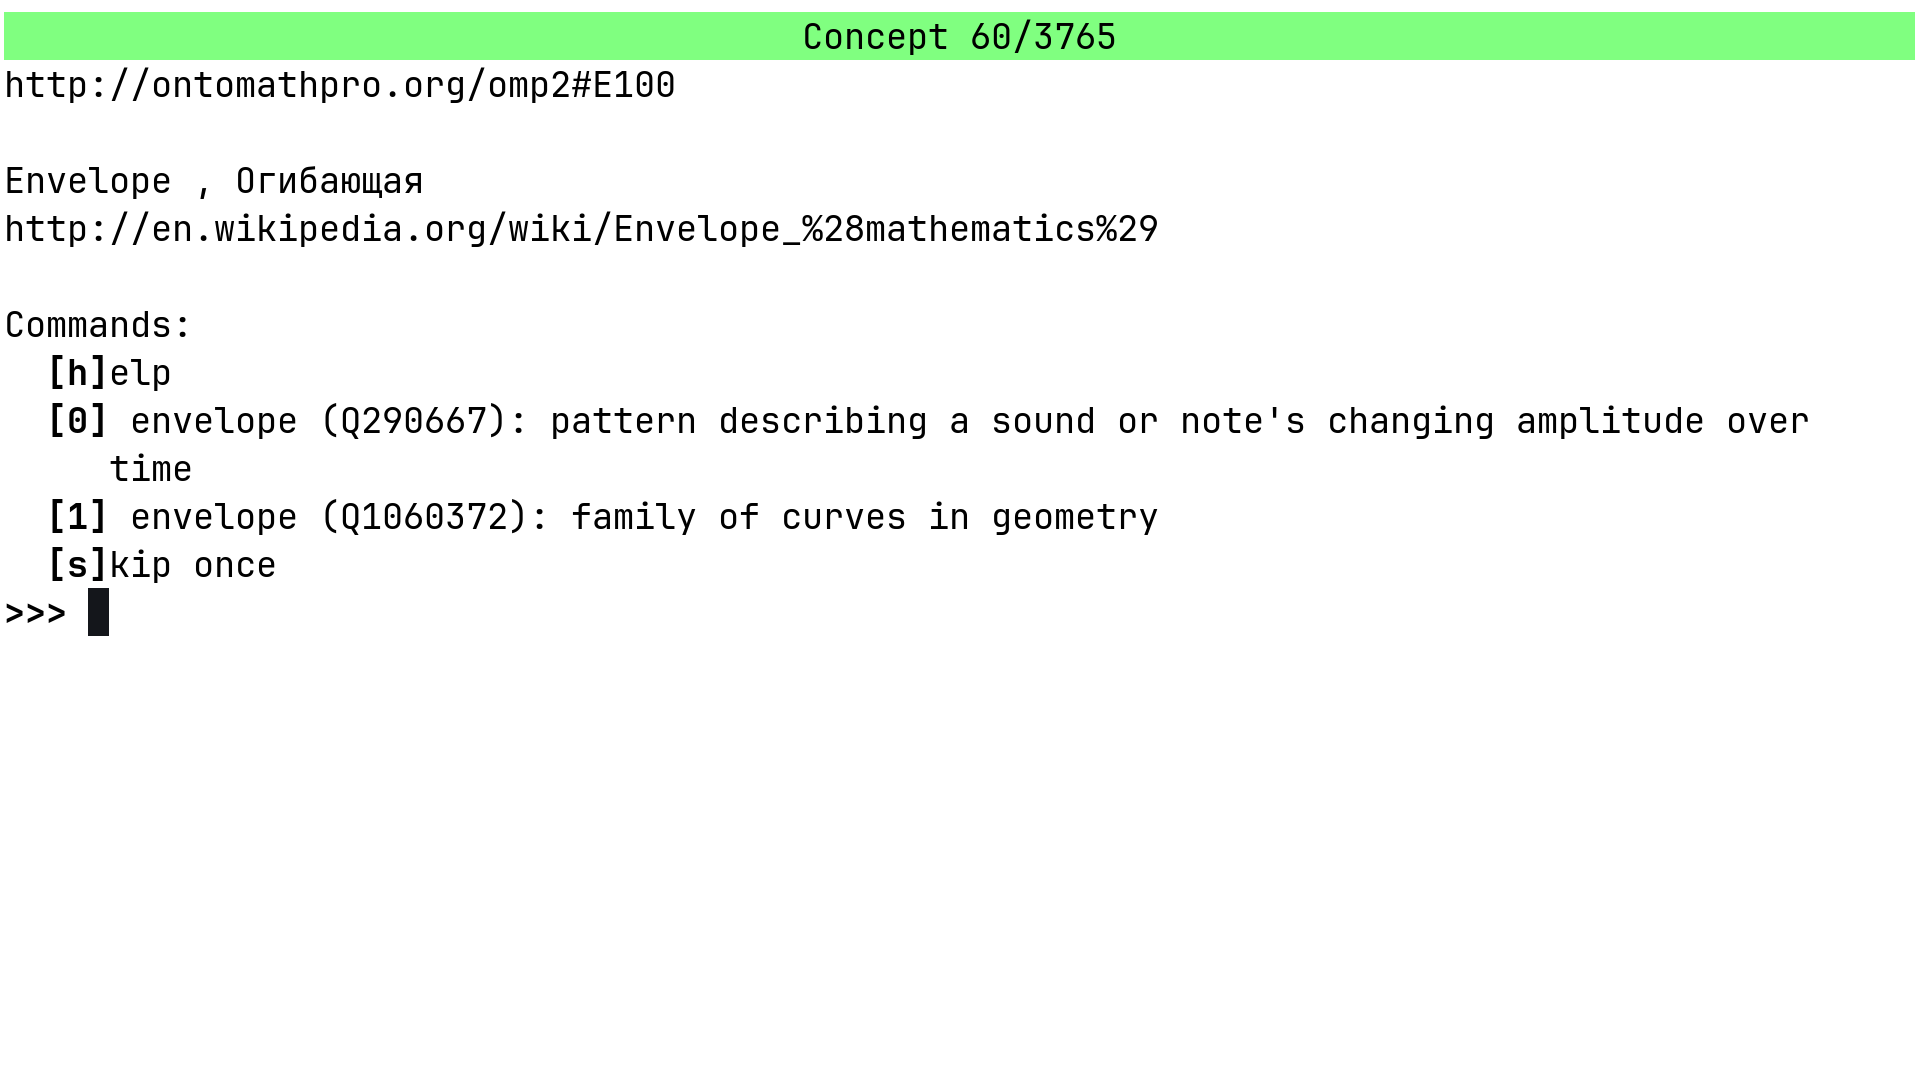 Concept 60/3765
http://ontomathpro.org/omp2#E100
Envelope , Огибающая
http://en.wikipedia.org/wiki/Envelope_%28mathematics%29
Commands:
[h]elp
[0] envelope (Q290667): pattern describing a sound or note's changing amplitude over
time
[1] envelope (Q1060372): family of curves in geometry
[s]kip once
>>>